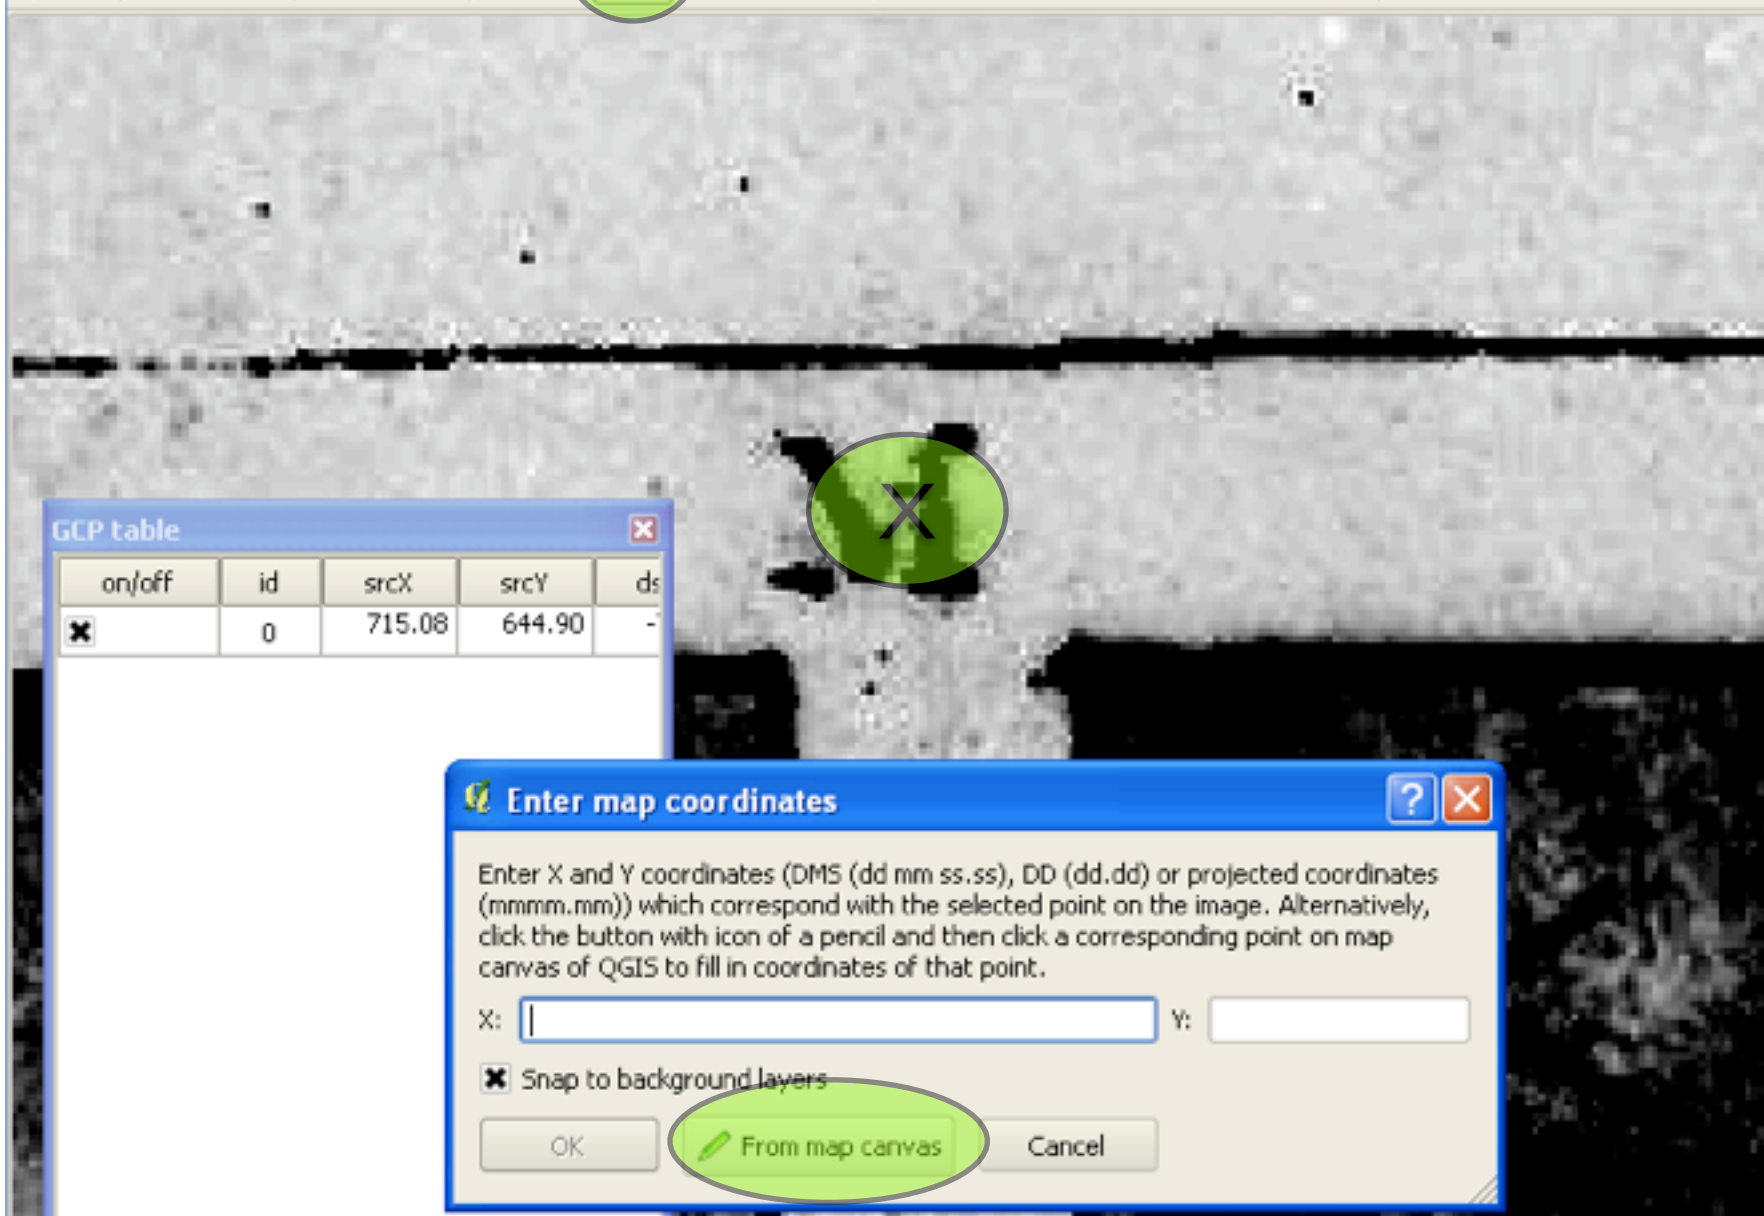 X
GCP table
on/off id srcX srcY
0 715.08 644.90
Enter map coordinates
Enter X and Y coordinates (DMS (dd mm ss.ss), DD (dd.dd) or projected coordinates
(mmmm.mm)) which correspond with the selected point on the image. Alternatively,
click the button with icon of a pencil and then click a corresponding point on map
canvas of QGIS to fill in coordinates of that point.
X: Y:
Snap to background layers
OK From map canvas Cancel